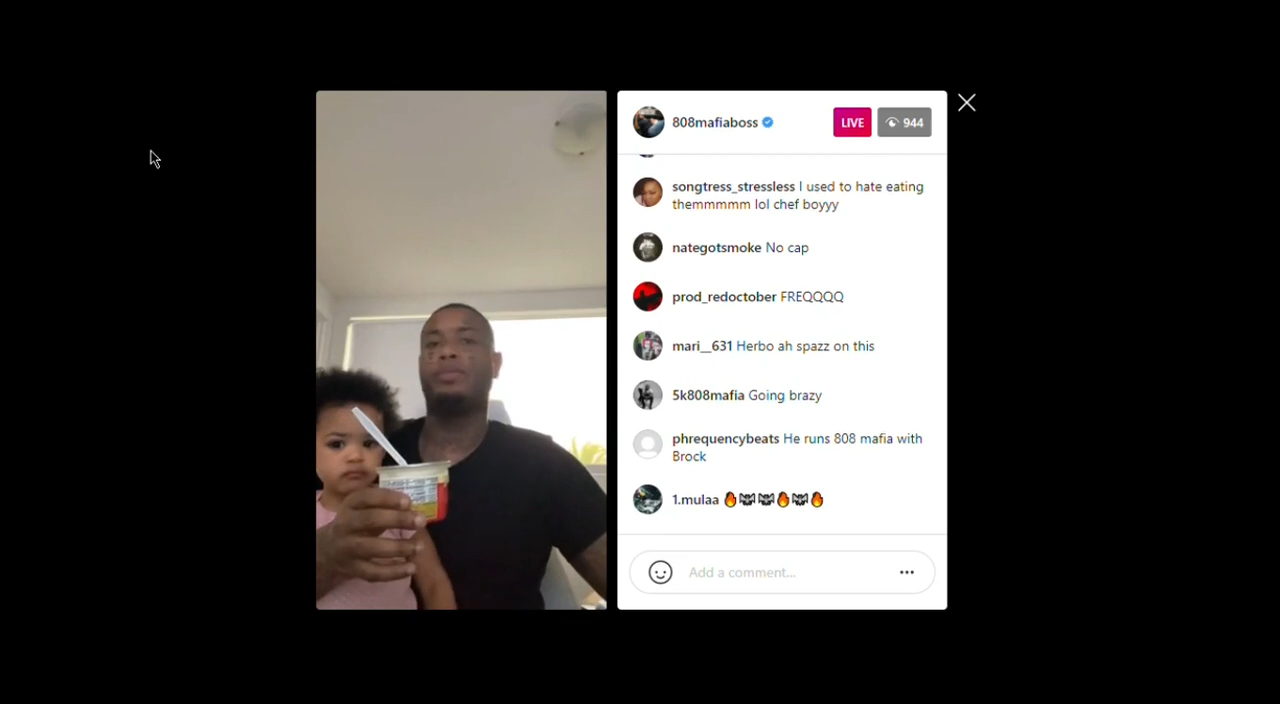 808mafiaboss
LIVE
944
songtress_stressless I used to hate eating
themmmmm lol chef boyyy
nategotsmoke No cap
prod_redoctober FREQQQQ
mari__631 Herbo ah spazz on this
5k808mafia Going brazy
phrequencybeats He runs 808 mafia with
Brock
1.mulaa 🔥🦇🦇🔥🦇🔥
Add a comment...